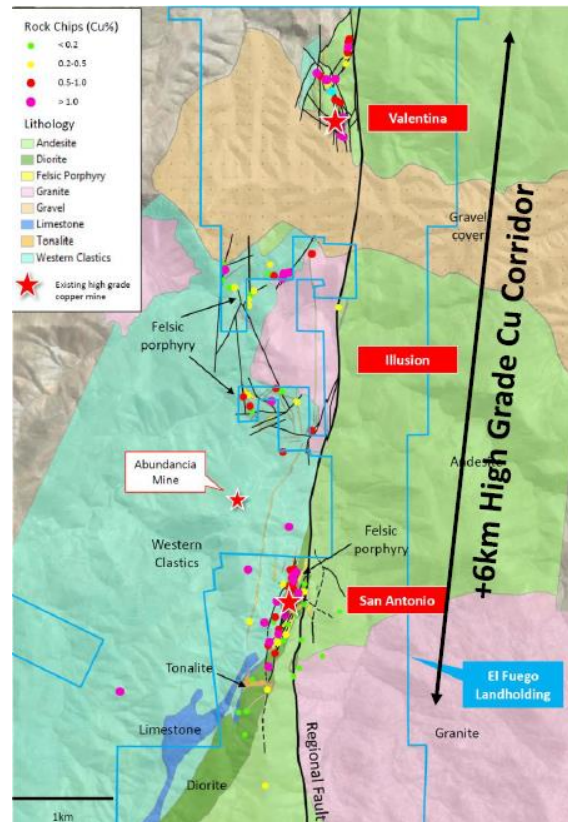 Rock Chips (Cu%)
< 0.2
0.2-0.5
0.5-1.0
> 1.0
Lithology
Andesite
Diorite
Felsic Porphyry
Granite
Gravel
Limestone
Tonalite
Western Clastics
Existing high grade
copper mine
Valentina
Gravel
cover
Felsic
porphyry
Illusion
+6km High Grade Cu Corridor
Abundancia
Mine
Andesite
Western
Clastics
Felsic
porphyry
San Antonio
Tonalite
El Fuego
Landholding
Limestone
Granite
Regional Fault
Diorite
1km